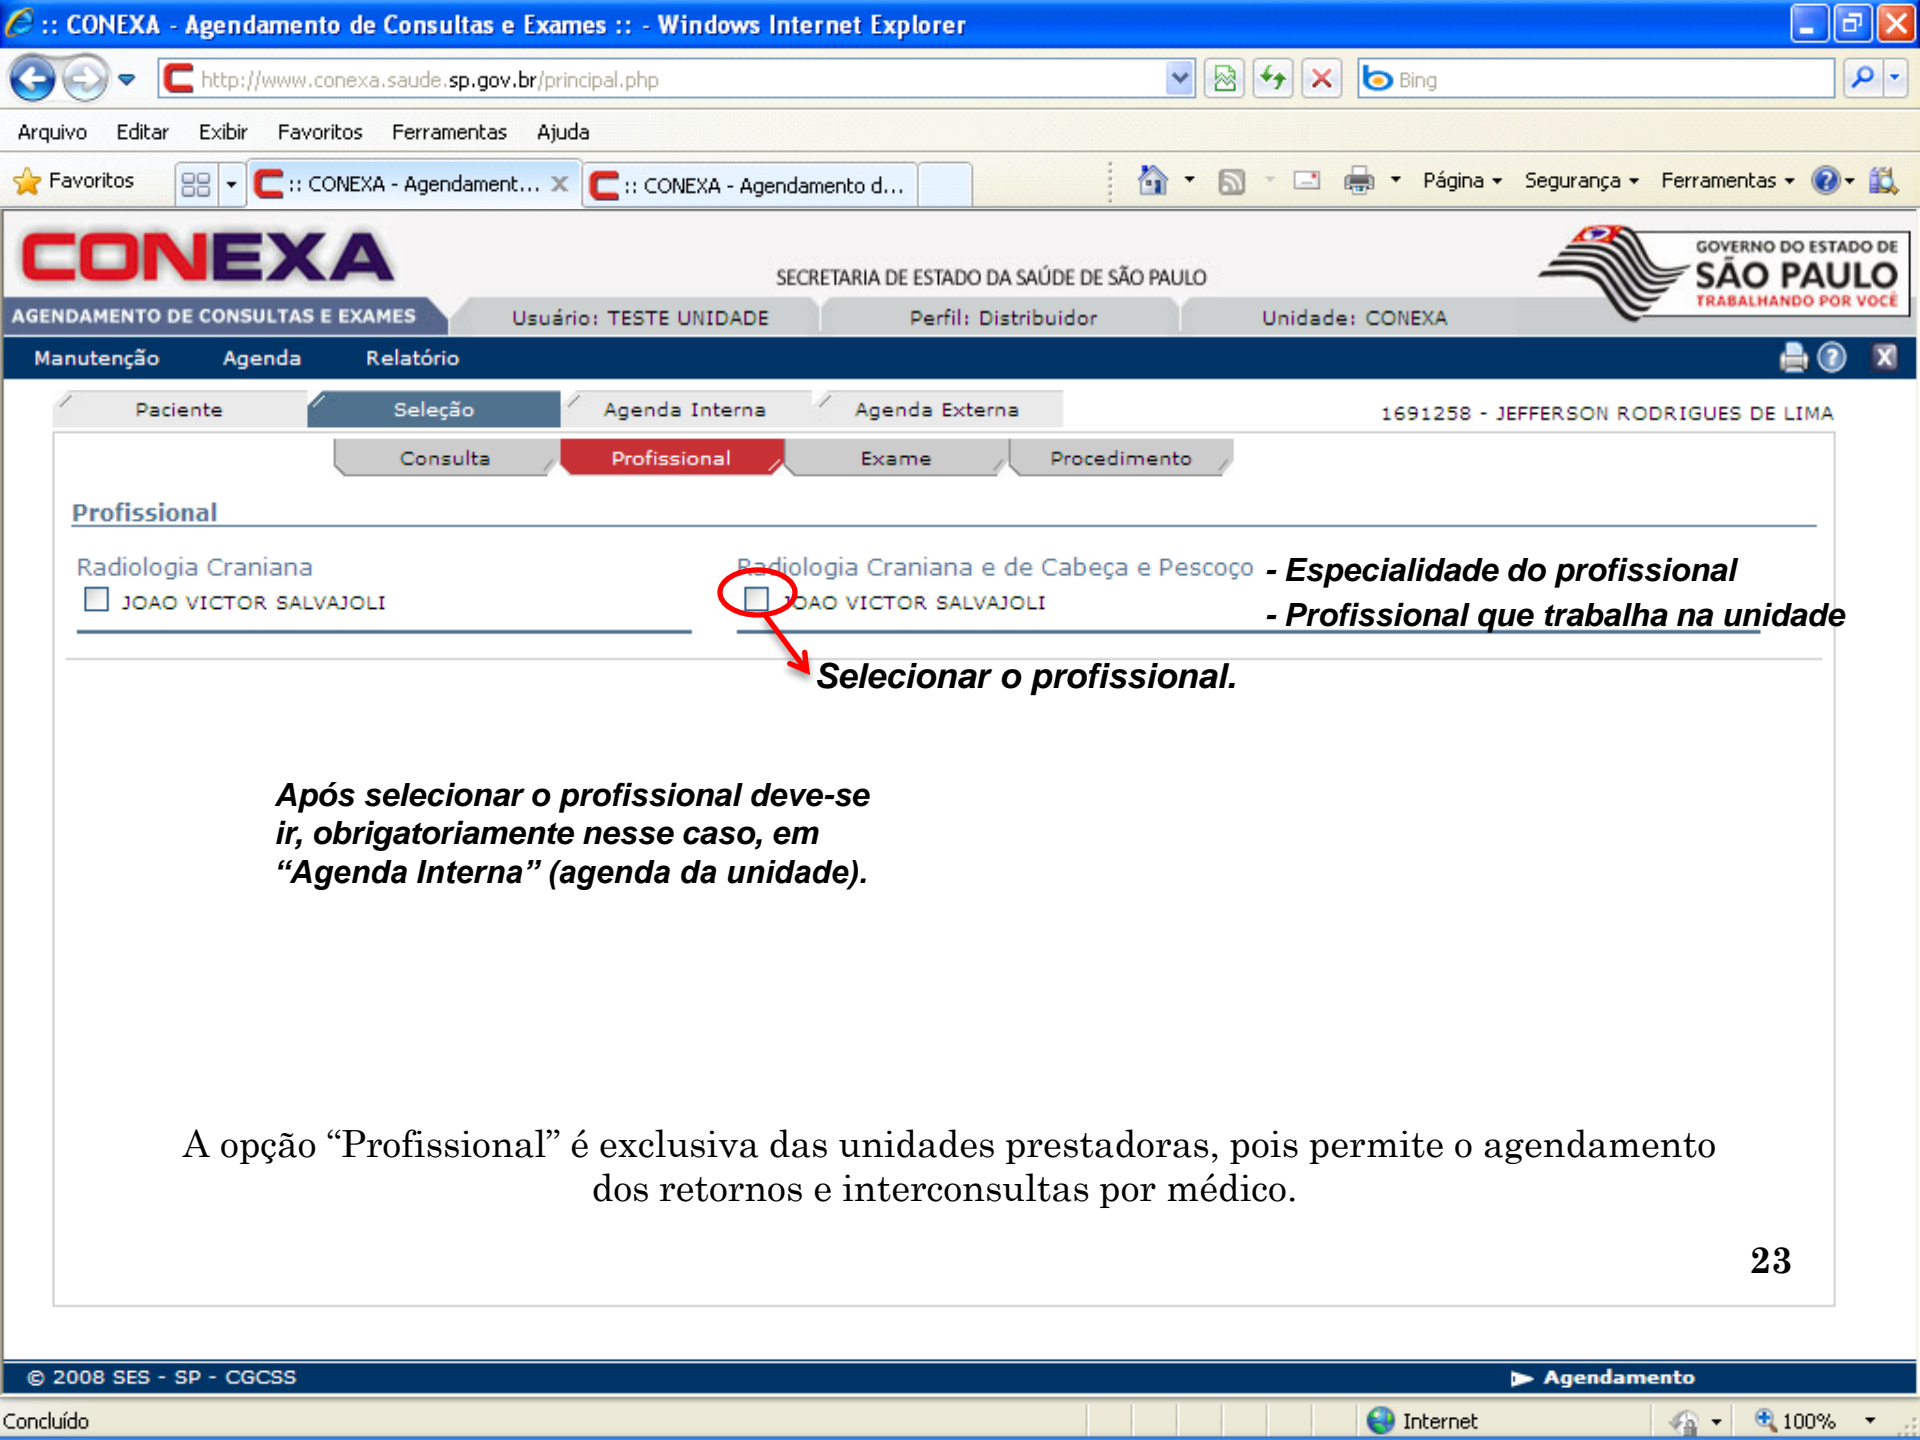 :: CONEXA - Agendamento de Consultas e Exames :: - Windows Internet Explorer
http://www.conexa.saude.sp.gov.br/principal.php
Bing
Arquivo Editar Exibir Favoritos Ferramentas Ajuda
Favoritos :: CONEXA - Agendament... :: CONEXA - Agendamento d... Página Segurança Ferramentas
CONEXA
SECRETARIA DE ESTADO DA SAÚDE DE SÃO PAULO
GOVERNO DO ESTADO DE
SÃO PAULO
TRABALHANDO POR VOCÊ
AGENDAMENTO DE CONSULTAS E EXAMES Usuário: TESTE UNIDADE Perfil: Distribuidor Unidade: CONEXA
Manutenção Agenda Relatório
Paciente Seleção Agenda Interna Agenda Externa 1691258 - JEFFERSON RODRIGUES DE LIMA
Consulta Profissional Exame Procedimento
Profissional
Radiologia Craniana Radiologia Craniana e de Cabeça e Pescoço - Especialidade do profissional
JOAO VICTOR SALVAJOLI JOAO VICTOR SALVAJOLI - Profissional que trabalha na unidade
Selecionar o profissional.
Após selecionar o profissional deve-se
ir, obrigatoriamente nesse caso, em
“Agenda Interna” (agenda da unidade).
A opção “Profissional” é exclusiva das unidades prestadoras, pois permite o agendamento
dos retornos e interconsultas por médico.
23
© 2008 SES - SP - CGCSS Agendamento
Concluído Internet 100%